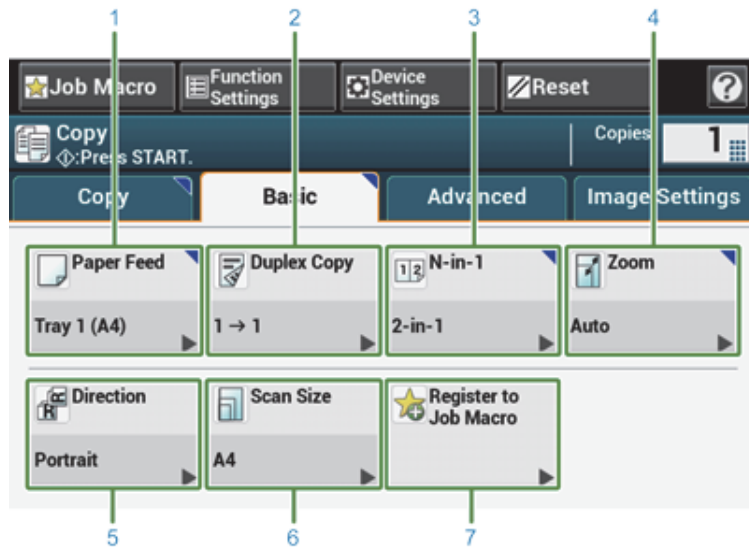 1 2 3 4
Job Macro Function Settings Device Settings Reset ?
Copy Copies 1
:Press START.
Copy Basic Advanced Image Settings
Paper Feed Duplex Copy 1 2 N-in-1 Zoom
Tray 1 (A4) 1 → 1 2-in-1 Auto
Direction Scan Size Register to
Job Macro
Portrait A4
5 6 7